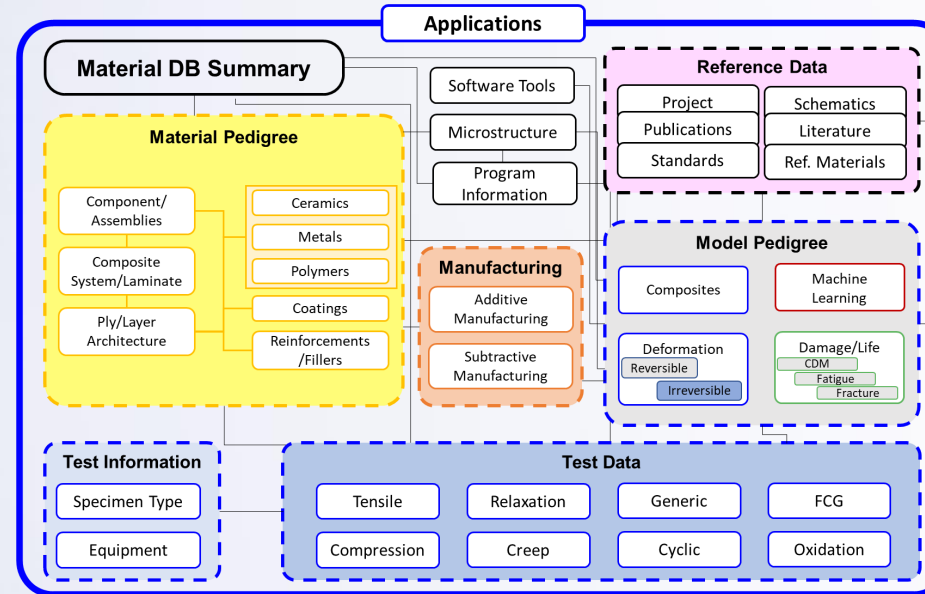 Applications
Material DB Summary
Software Tools
Microstructure
Program
Information
Reference Data
Project
Schematics
Publications
Literature
Standards
Ref. Materials
Material Pedigree
Component/
Assemblies
Composite
System/Laminate
Ply/Layer
Architecture
Ceramics
Metals
Polymers
Coatings
Reinforcements
/Fillers
Manufacturing
Additive
Manufacturing
Subtractive
Manufacturing
Model Pedigree
Composites
Machine
Learning
Deformation
Reversible
Irreversible
Damage/Life
CDM
Fatigue
Fracture
Test Information
Specimen Type
Equipment
Test Data
Tensile
Relaxation
Generic
FCG
Compression
Creep
Cyclic
Oxidation